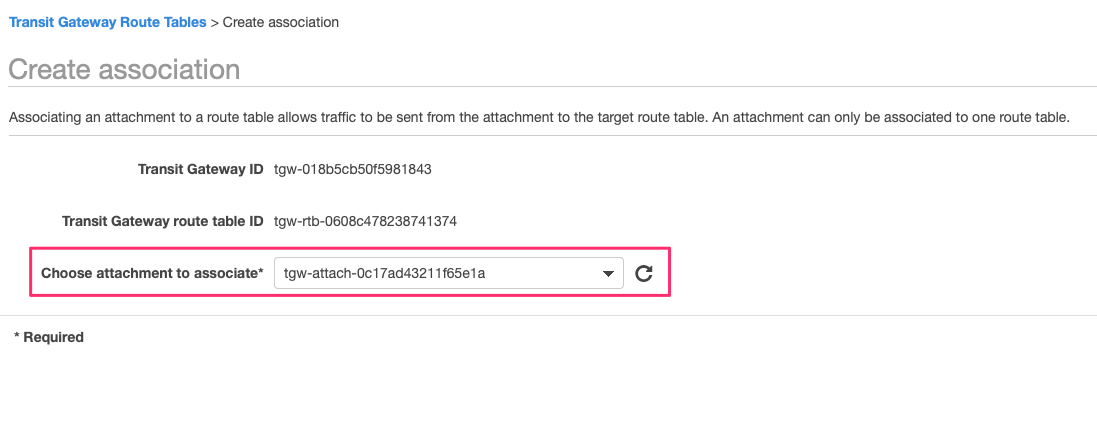 Transit Gateway Route Tables > Create association
Create association
Associating an attachment to a route table allows traffic to be sent from the attachment to the target route table. An attachment can only be associated to one route table.
Transit Gateway ID tgw-018b5cb50f5981843
Transit Gateway route table ID tgw-rtb-0608c478238741374
Choose attachment to associate* tgw-attach-0c17ad43211f65e1a
* Required